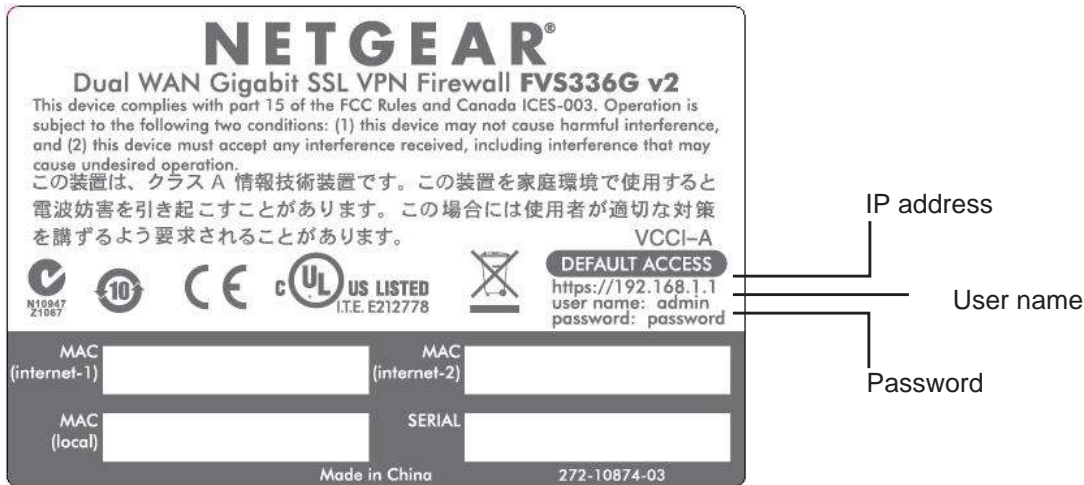 NETGEAR®
Dual WAN Gigabit SSL VPN Firewall FVS336G v2
This device complies with part 15 of the FCC Rules and Canada ICES-003. Operation is
subject to the following two conditions: (1) this device may not cause harmful interference,
and (2) this device must accept any interference received, including interference that may
cause undesired operation.
この装置は、クラス A 情報技術装置です。この装置を家庭環境で使用すると
電波妨害を引き起こすことがあります。この場合には使用者が適切な対策
を講ずるよう要求されることがあります。
VCCI-A
N10947
Z1087
10
CE
C UL US LISTED
I.T.E. E212778
DEFAULT ACCESS
https://192.168.1.1
user name: admin
password: password
IP address
User name
Password
MAC
(internet-1)
MAC
(internet-2)
MAC
(local)
SERIAL
Made in China
272-10874-03